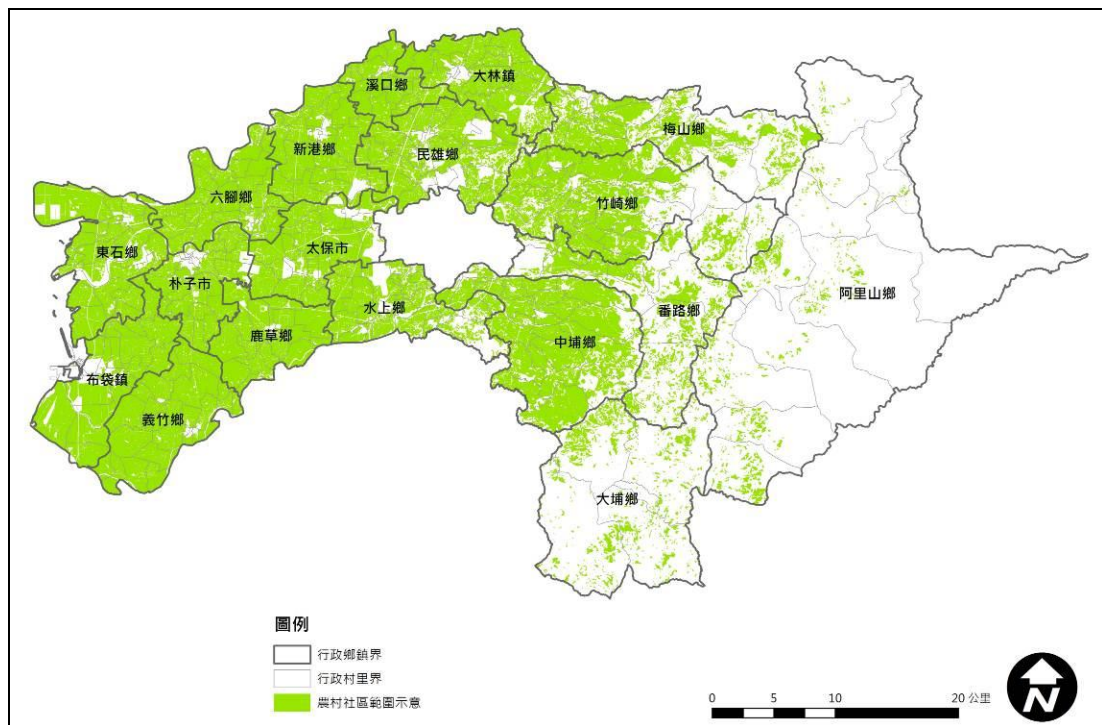 溪口鄉
大林鎮
梅山鄉
新港鄉
民雄鄉
六腳鄉
竹崎鄉
東石鄉
太保市
朴子市
水上鄉
番路鄉
阿里山鄉
鹿草鄉
中埔鄉
布袋鎮
義竹鄉
大埔鄉
圖例
行政鄉鎮界
行政村里界
農村社區範圍示意
0 5 10 20 公里
N